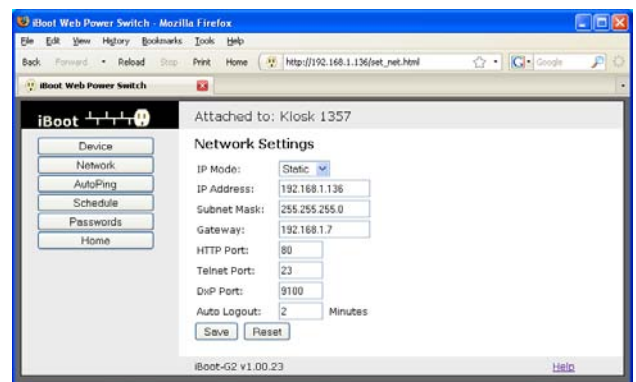 iBoot Web Power Switch - Mozilla Firefox
File Edit View History Bookmarks Tools Help
Back Forward Reload Stop Print Home http://192.168.1.136/set_net.html Google
iBoot Web Power Switch
iBoot
Attached to: Kiosk 1357
Device
Network
AutoPing
Schedule
Passwords
Home
Network Settings
IP Mode: Static
IP Address: 192.168.1.136
Subnet Mask: 255.255.255.0
Gateway: 192.168.1.7
HTTP Port: 80
Telnet Port: 23
DxP Port: 9100
Auto Logout: 2 Minutes
Save Reset
iBoot-G2 v1.00.23 Help